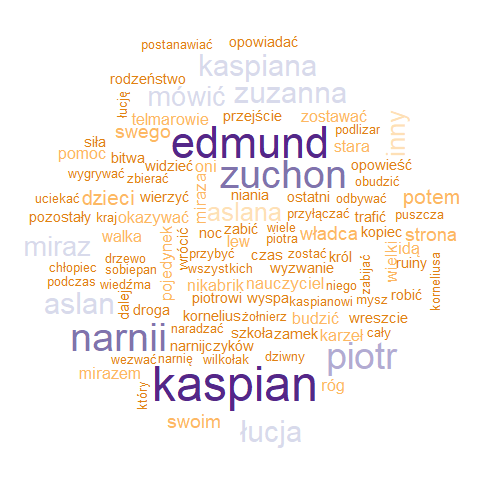 postanawiać opowiadać
kaspiana
rodzeństwo
łucję
mówić zuzanna
telmarowie przejście zostawać
swego edmund podlizar inny
siła stara
pomoc bitwa widzieć oni zuchon opowieść
wygrywać zbierać obudzić
uciekać dzieci wierzyć miraza niania ostatni odbywać potem
aslana
pozostały kraj okazywać przyłączać trafić puszcza
walka pojedynek wrócić noc zabić wiele władca kopiec strona
lew piotra
miraz drzewo przybyć czas zostać król wielki idą
chłopiec sobiepan wszystkich wyzwanie zabijać ruiny korneliusa
podczas wiedźma nikabrik nauczyciel niego
aslan dalej piotrowi wyspa kaspianowi mysz robić
droga kornelius żołnierz budzić wreszcie
narnii naradzać szkoła zamek karzeł cały
narnijczyków
wezwać narnię wilkołak dziwny piotr
mirazem
który kaspian róg
swoim
łucja